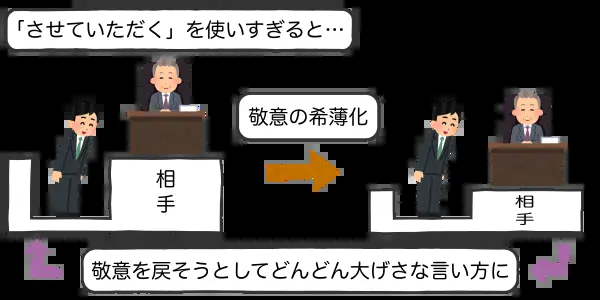 「させていただく」を使いすぎると…
敬意の希薄化
相手
相手
敬意を戻そうとしてどんどん大げさな言い方に